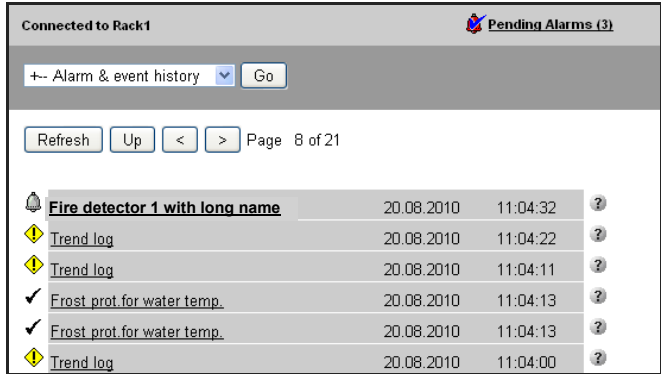 Connected to Rack1 Pending Alarms (3)
+-- Alarm & event history Go
Refresh Up < > Page 8 of 21
Fire detector 1 with long name 20.08.2010 11:04:32 ?
Trend log 20.08.2010 11:04:22 ?
Trend log 20.08.2010 11:04:11 ?
Frost prot.for water temp. 20.08.2010 11:04:13 ?
Frost prot.for water temp. 20.08.2010 11:04:13 ?
Trend log 20.08.2010 11:04:00 ?